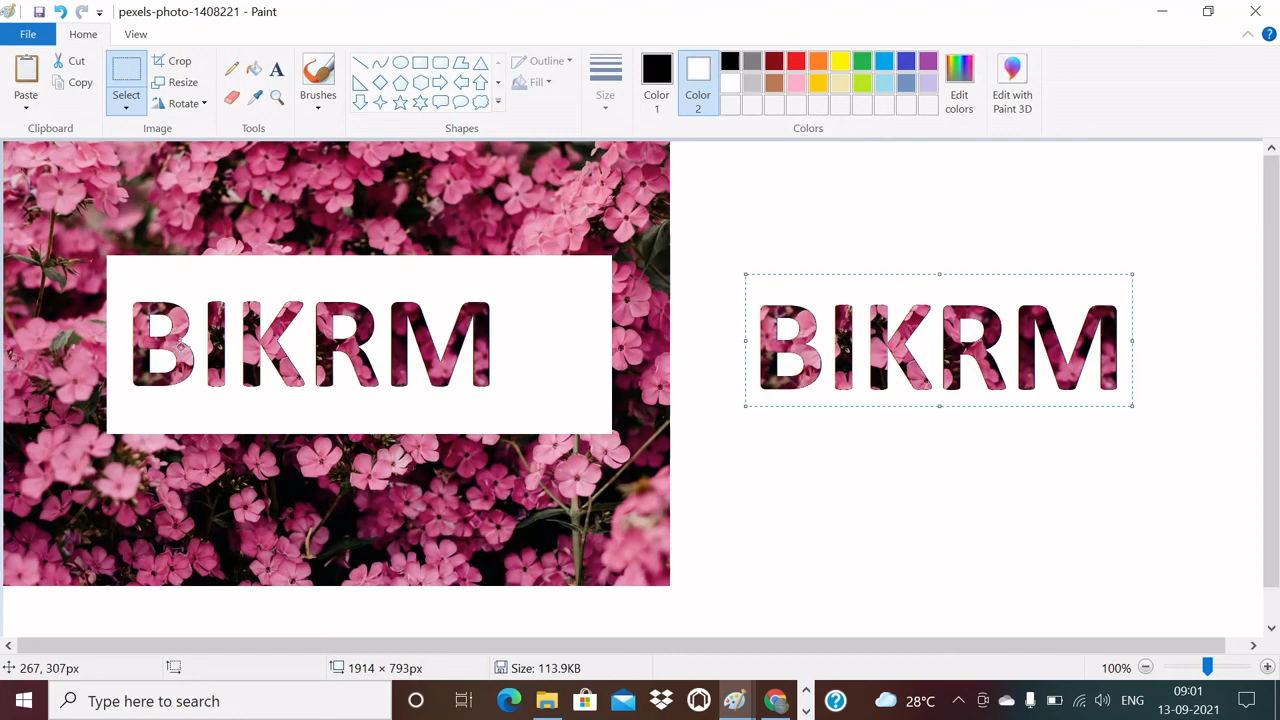 pexels-photo-1408221 - Paint
File Home View
Paste
Cut
Copy
Clipboard
Select
Crop
Resize
Rotate
Image
A
Tools
Brushes
Outline
Fill
Shapes
Size
Color 1
Color 2
Edit colors
Colors
Edit with Paint 3D
BIKRM BIKRM
267, 307px 1914 × 793px Size: 113.9KB 100%
Type here to search 28°C ENG 09:01
13-09-2021